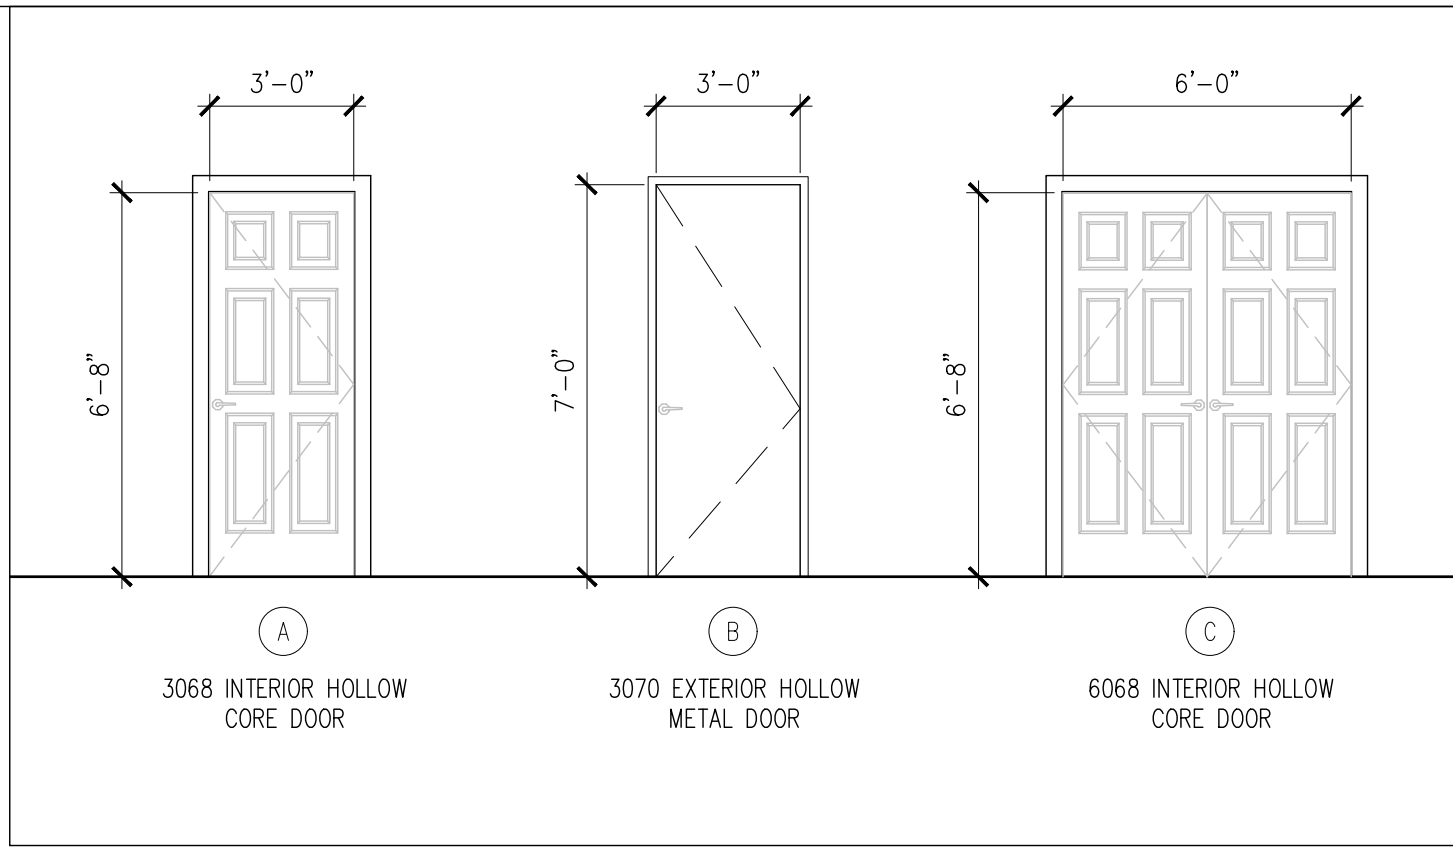 3'-0"
3'-0"
6'-0"
6'-8"
7'-0"
6'-8"
A
B
C
3068 INTERIOR HOLLOW
CORE DOOR
3070 EXTERIOR HOLLOW
METAL DOOR
6068 INTERIOR HOLLOW
CORE DOOR